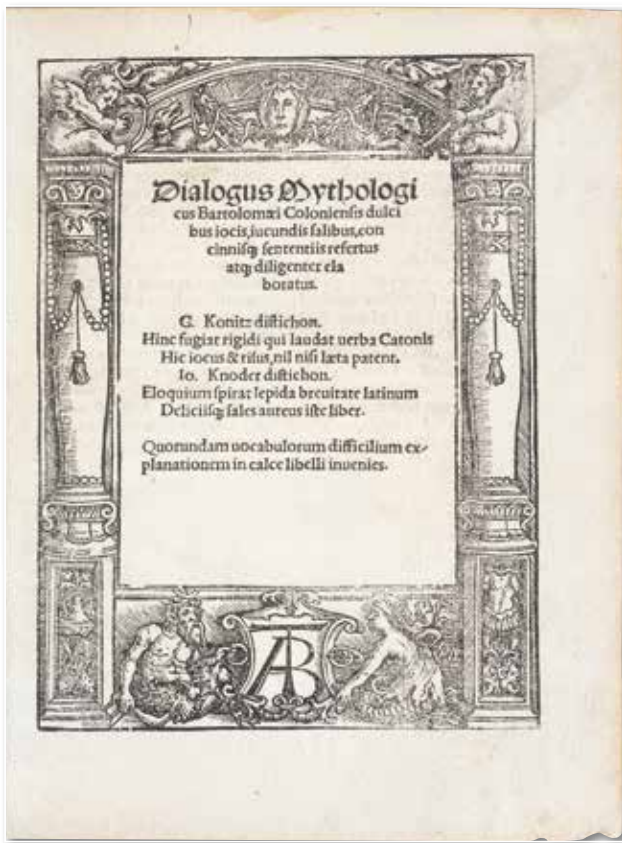 Dialogus Mythologi
cus Bartolomæi Coloniensis dulci
bus iocis, iucundis salibus, con
cinnisq; sententiis refertus
atq; diligenter ela
boratus.
G. Konitz distichon.
Hinc fugiat rigidi qui laudat uerba Catonis
Hic iocus & risus, nil nisi læta patent.
Io. Knoder distichon.
Eloquium spirat lepida breuitate latinum
Deliciisq; sales aureus iste liber.
Quorundam uocabulorum difficilium ex-
planationem in calce libelli inuenies.
TAB